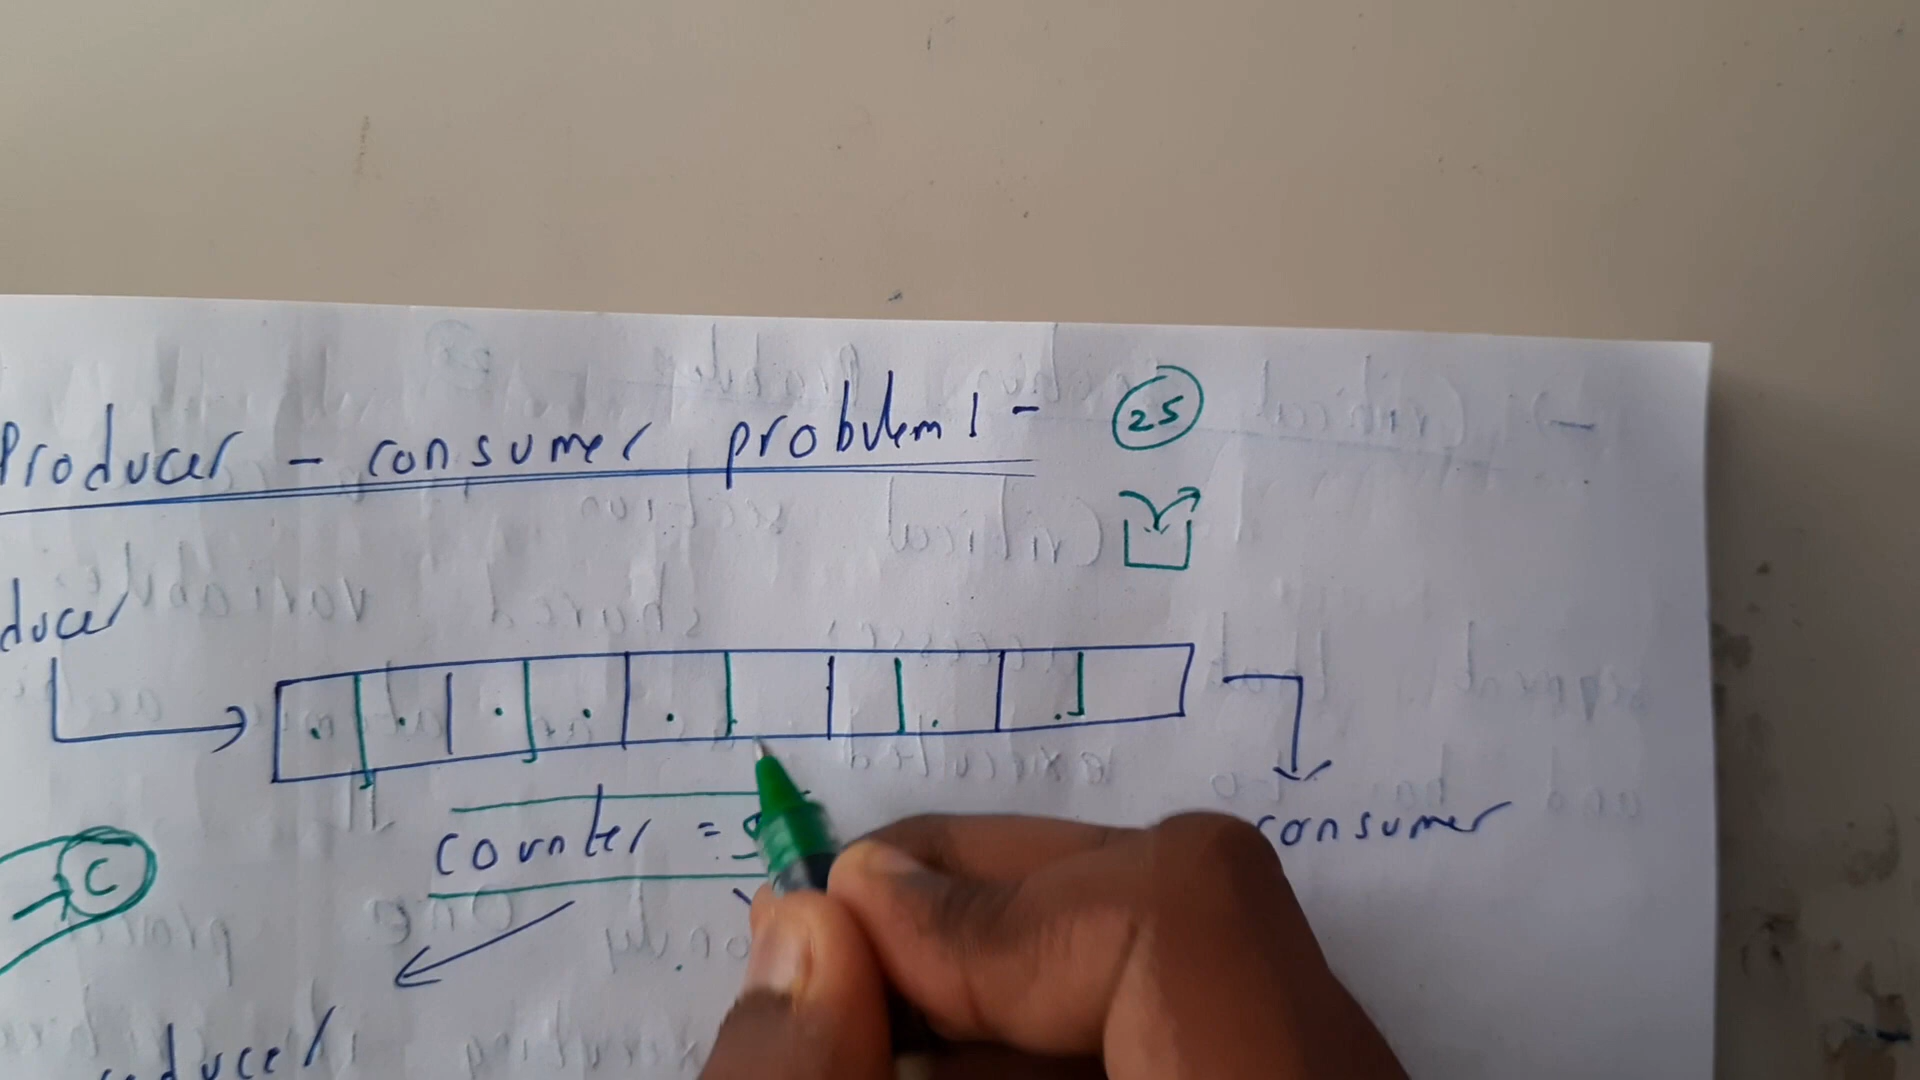 Producer - consumer problem :-
25
ducer
counter =
consumer
C
ducer